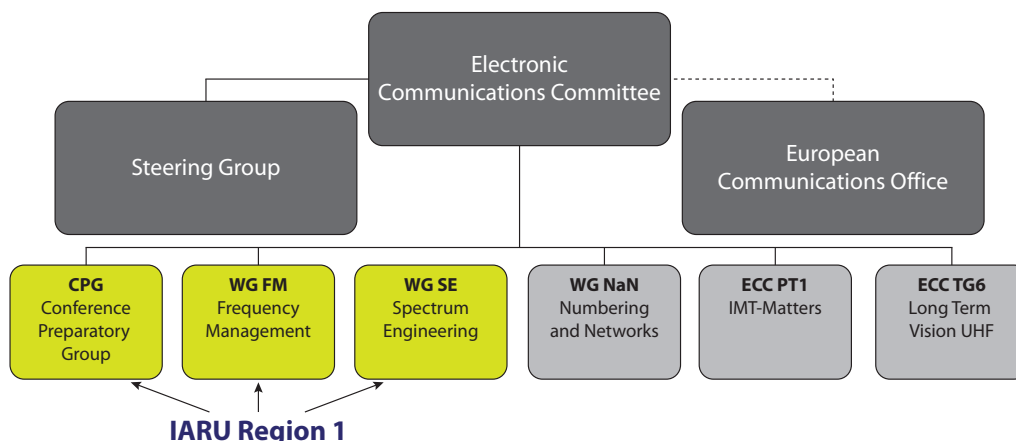 Electronic
Communications Committee
Steering Group
European
Communications Office
CPG
Conference
Preparatory
Group
WG FM
Frequency
Management
WG SE
Spectrum
Engineering
WG NaN
Numbering
and Networks
ECC PT1
IMT-Matters
ECC TG6
Long Term
Vision UHF
IARU Region 1